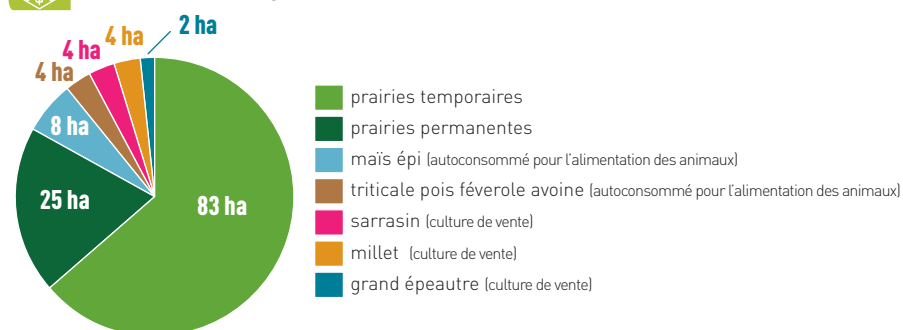 2 ha
4 ha
4 ha
4 ha
8 ha
25 ha
83 ha
prairies temporaires
prairies permanentes
maïs épi (autoconsommé pour l'alimentation des animaux)
triticale pois féverole avoine (autoconsommé pour l'alimentation des animaux)
sarrasin (culture de vente)
millet (culture de vente)
grand épeautre (culture de vente)